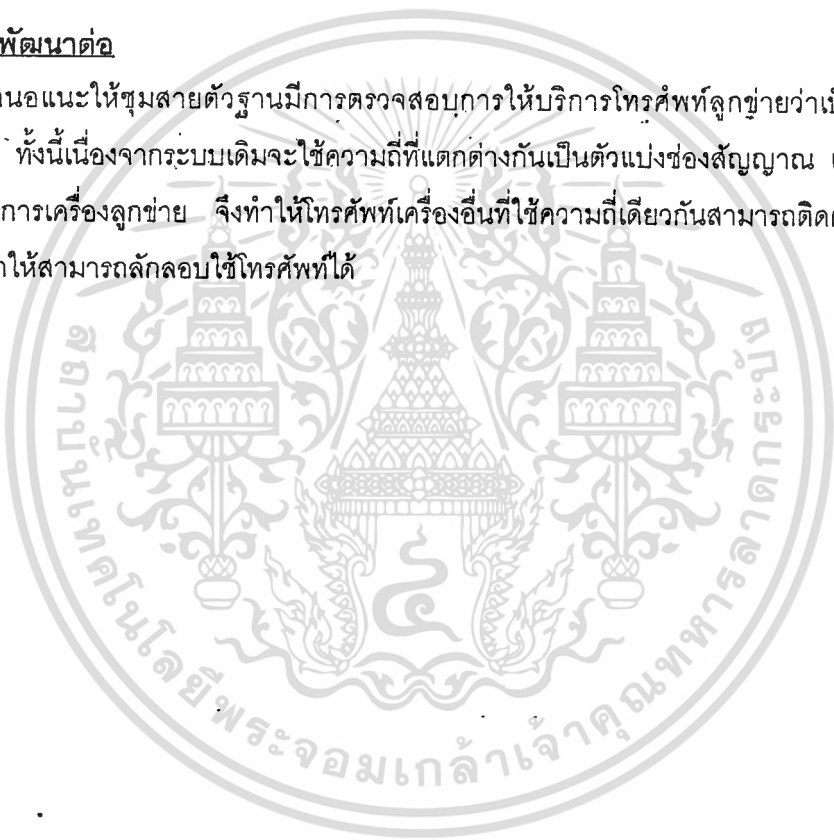 พัฒนาต่อ
นอแนะให้ชุมสายตัวฐานมีการตรวจสอบการให้บริการโทรศัพท์ลูกข่ายว่าเป
ทั้งนี้เนื่องจากระบบเดิมจะใช้ความถี่ที่แตกต่างกันเป็นตัวแบ่งช่องสัญญาณ
การเครื่องลูกข่าย จึงทำให้โทรศัพท์เครื่องอื่นที่ใช้ความถี่เดียวกันสามารถติด
าให้สามารถลักลอบใช้โทรศัพท์ได้
สถาบันเทคโนโลยีพระจอมเกล้าเจ้าคุณทหารลาดกระบัง